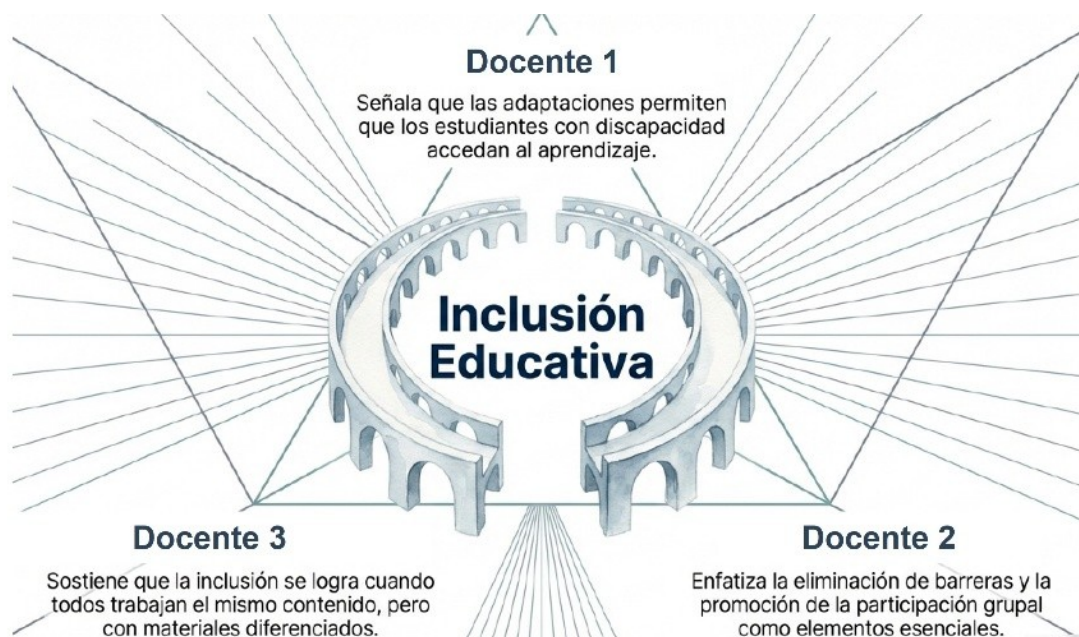 Docente 1
Señala que las adaptaciones permiten
que los estudiantes con discapacidad
accedan al aprendizaje.
Inclusión
Educativa
Docente 3
Sostiene que la inclusión se logra cuando
todos trabajan el mismo contenido, pero
con materiales diferenciados.
Docente 2
Enfatiza la eliminación de barreras y la
promoción de la participación grupal
como elementos esenciales.